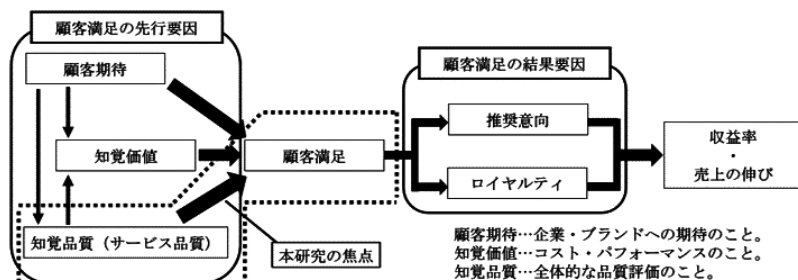 顧客満足の先行要因
顧客期待
知覚価値
知覚品質（サービス品質）
本研究の焦点
顧客満足
顧客満足の結果要因
推奨意向
ロイヤルティ
収益率
・
売上の伸び
顧客期待…企業・ブランドへの期待のこと。
知覚価値…コスト・パフォーマンスのこと。
知覚品質…全体的な品質評価のこと。